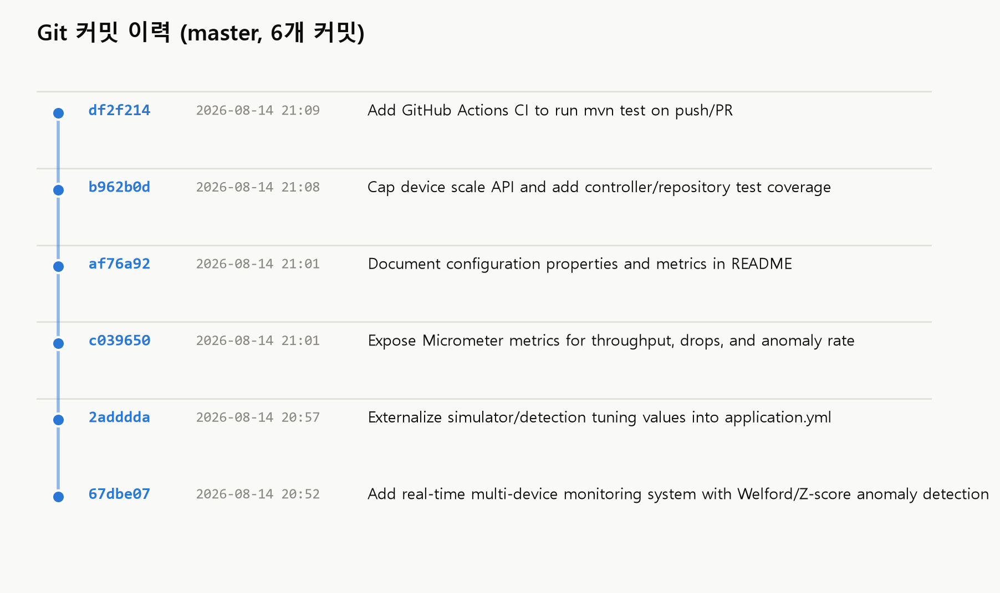 Git 커밋 이력 (master, 6개 커밋)
df2f214 2026-08-14 21:09 Add GitHub Actions CI to run mvn test on push/PR
b962b0d 2026-08-14 21:08 Cap device scale API and add controller/repository test coverage
af76a92 2026-08-14 21:01 Document configuration properties and metrics in README
c039650 2026-08-14 21:01 Expose Micrometer metrics for throughput, drops, and anomaly rate
2adddda 2026-08-14 20:57 Externalize simulator/detection tuning values into application.yml
67dbe07 2026-08-14 20:52 Add real-time multi-device monitoring system with Welford/Z-score anomaly detection